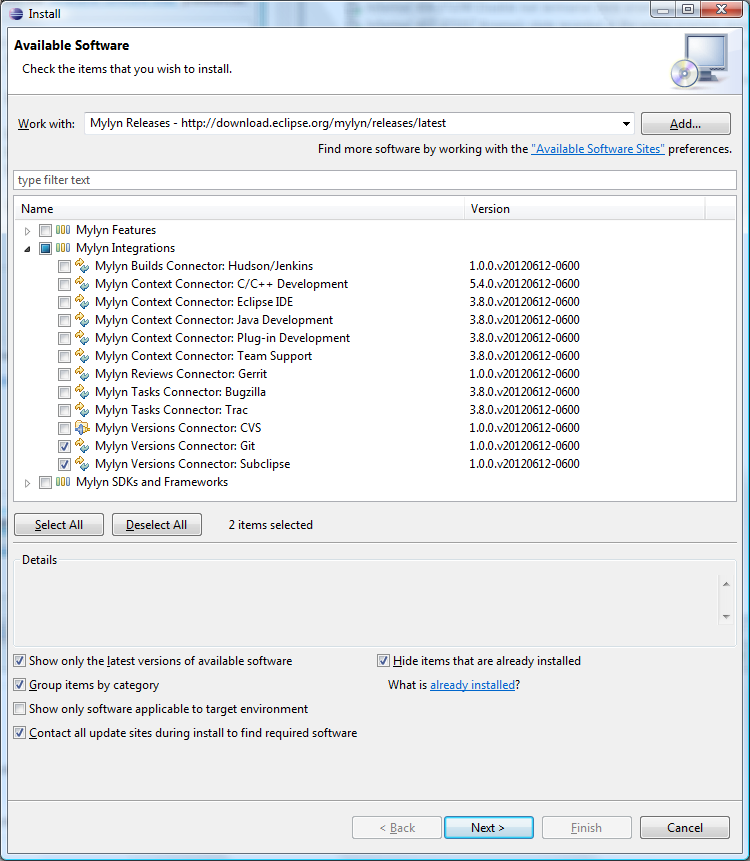 Install
Available Software
Check the items that you wish to install.
Work with: Mylyn Releases - http://download.eclipse.org/mylyn/releases/latest Add...
Find more software by working with the "Available Software Sites" preferences.
type filter text
Name Version
Mylyn Features
Mylyn Integrations
Mylyn Builds Connector: Hudson/Jenkins 1.0.0.v20120612-0600
Mylyn Context Connector: C/C++ Development 5.4.0.v20120612-0600
Mylyn Context Connector: Eclipse IDE 3.8.0.v20120612-0600
Mylyn Context Connector: Java Development 3.8.0.v20120612-0600
Mylyn Context Connector: Plug-in Development 3.8.0.v20120612-0600
Mylyn Context Connector: Team Support 3.8.0.v20120612-0600
Mylyn Reviews Connector: Gerrit 1.0.0.v20120612-0600
Mylyn Tasks Connector: Bugzilla 3.8.0.v20120612-0600
Mylyn Tasks Connector: Trac 3.8.0.v20120612-0600
Mylyn Versions Connector: CVS 1.0.0.v20120612-0600
Mylyn Versions Connector: Git 1.0.0.v20120612-0600
Mylyn Versions Connector: Subclipse 1.0.0.v20120612-0600
Mylyn SDKs and Frameworks
Select All Deselect All 2 items selected
Details
Show only the latest versions of available software Hide items that are already installed
Group items by category What is already installed?
Show only software applicable to target environment
Contact all update sites during install to find required software
< Back Next > Finish Cancel